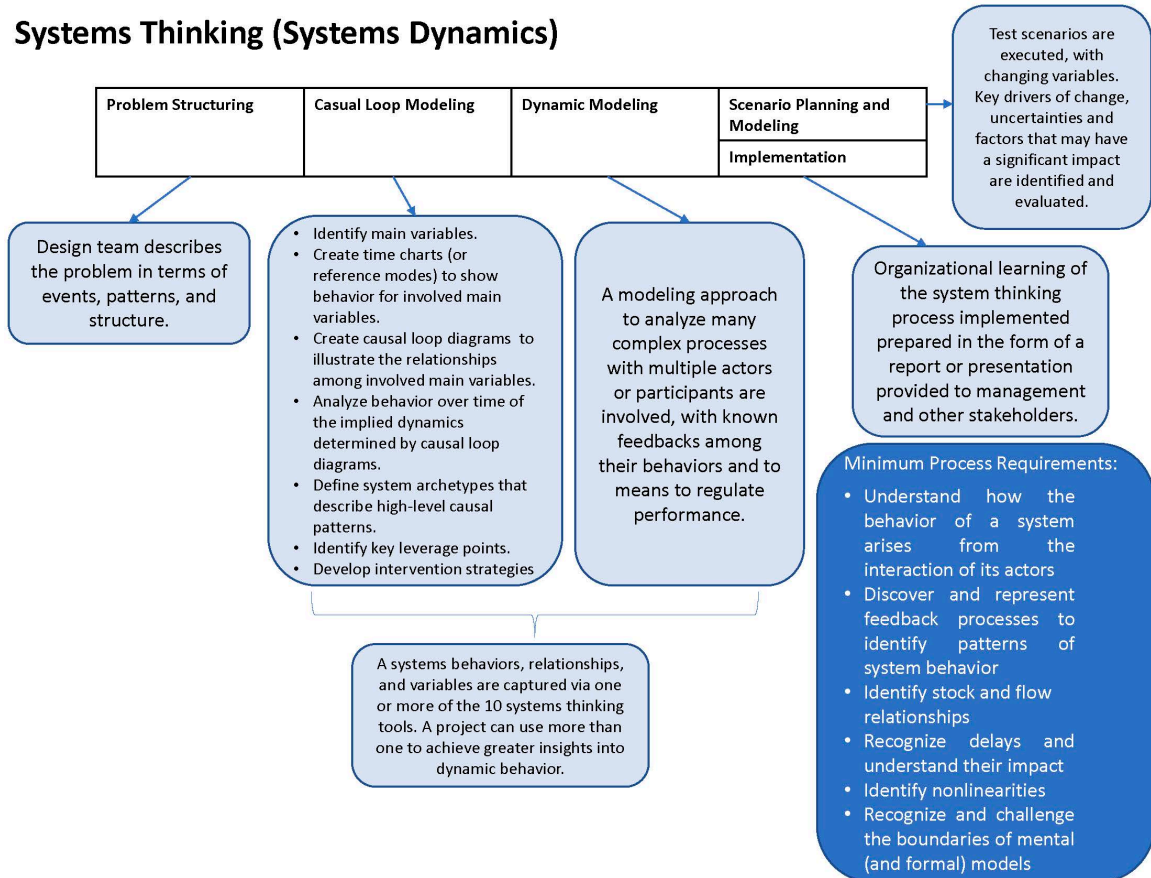 Systems Thinking (Systems Dynamics)
Problem Structuring
Casual Loop Modeling
Dynamic Modeling
Scenario Planning and
Modeling
Implementation
Test scenarios are
executed, with
changing variables.
Key drivers of change,
uncertainties and
factors that may have
a significant impact
are identified and
evaluated.
Design team describes
the problem in terms of
events, patterns, and
structure.
• Identify main variables.
• Create time charts (or
reference modes) to show
behavior for involved main
variables.
• Create causal loop diagrams to
illustrate the relationships
among involved main variables.
• Analyze behavior over time of
the implied dynamics
determined by causal loop
diagrams.
• Define system archetypes that
describe high-level causal
patterns.
• Identify key leverage points.
• Develop intervention strategies
A modeling approach
to analyze many
complex processes
with multiple actors
or participants are
involved, with known
feedbacks among
their behaviors and to
means to regulate
performance.
Organizational learning of
the system thinking
process implemented
prepared in the form of a
report or presentation
provided to management
and other stakeholders.
A systems behaviors, relationships,
and variables are captured via one
or more of the 10 systems thinking
tools. A project can use more than
one to achieve greater insights into
dynamic behavior.
Minimum Process Requirements:
• Understand how the
behavior of a system
arises from the
interaction of its actors
• Discover and represent
feedback processes to
identify patterns of
system behavior
• Identify stock and flow
relationships
• Recognize delays and
understand their impact
• Identify nonlinearities
• Recognize and challenge
the boundaries of mental
(and formal) models